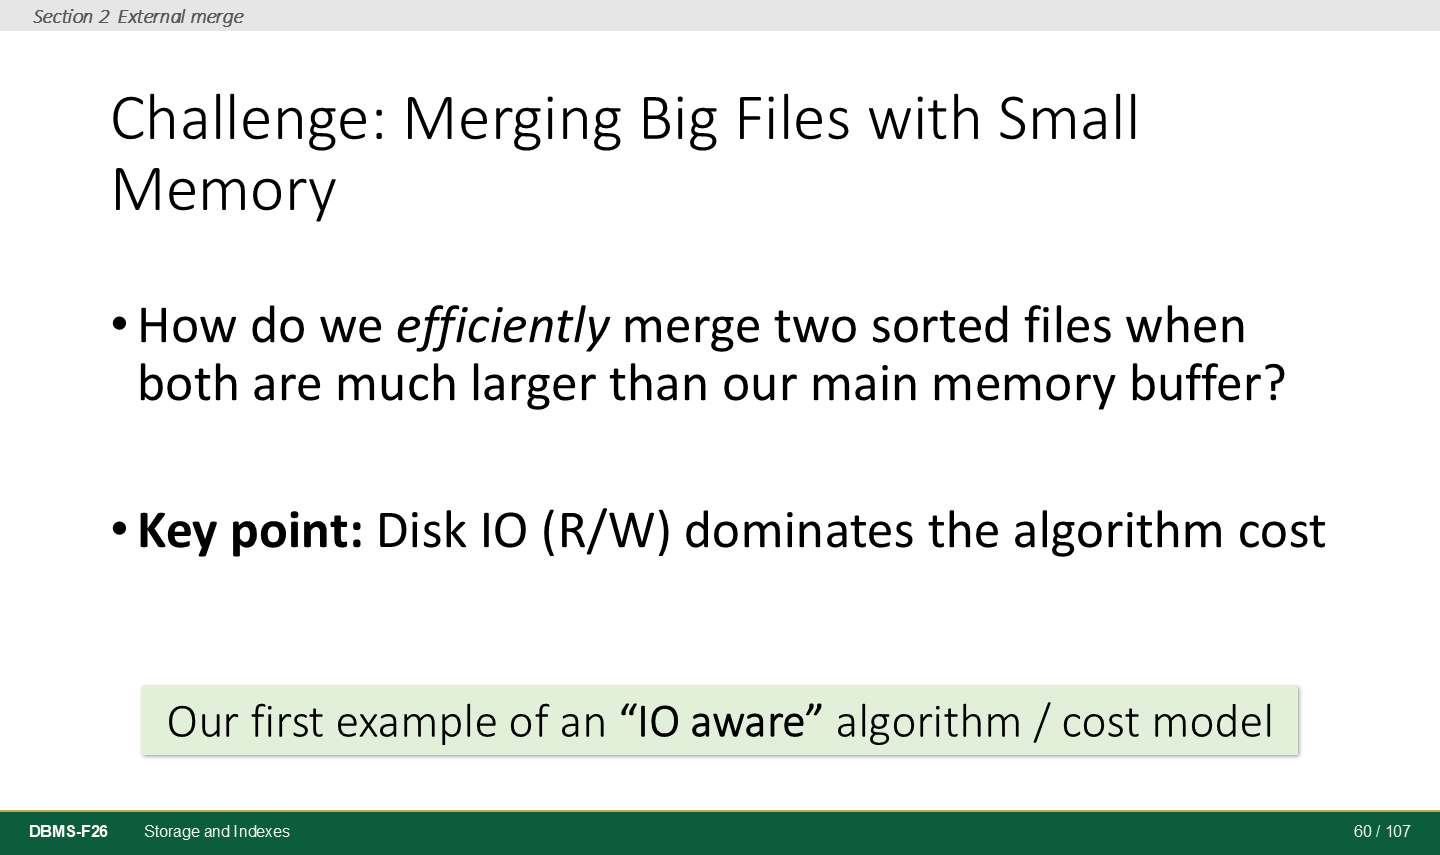 Section 2 External merge
Challenge: Merging Big Files with Small
Memory
• How do we efficiently merge two sorted files when
both are much larger than our main memory buffer?
• Key point: Disk IO (R/W) dominates the algorithm cost
Our first example of an “IO aware” algorithm / cost model
DBMS-F26 Storage and Indexes 60 / 107